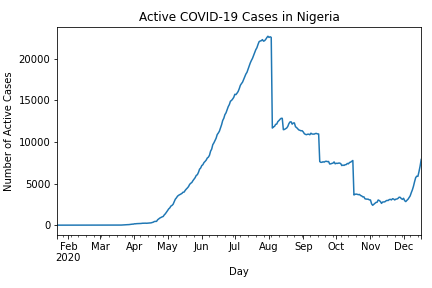 Active COVID-19 Cases in Nigeria
Number of Active Cases
20000
15000
10000
5000
0
Feb Mar Apr May Jun Jul Aug Sep Oct Nov Dec
2020
Day